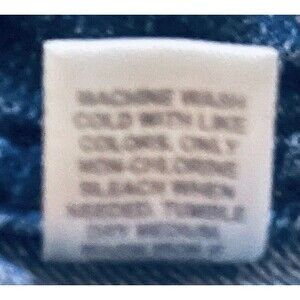 MACHINE WASH
COLD WITH LIKE
COLORS. ONLY
NON-CHLORINE
BLEACH WHEN
NEEDED. TUMBLE
DRY MEDIUM.